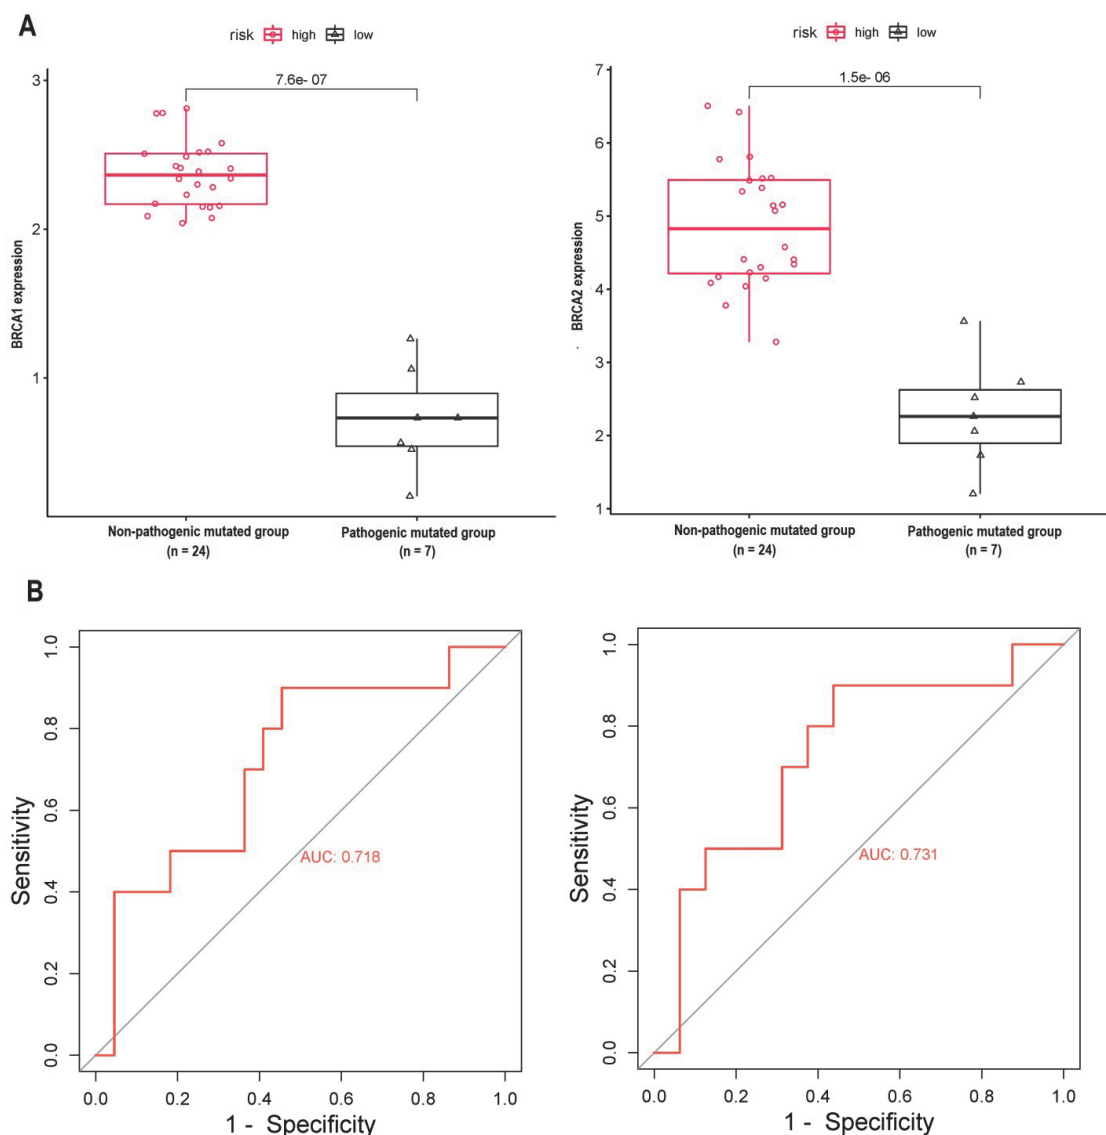 A
risk high low
risk high low
7.6e- 07
1.5e- 06
3
2
1
BRCA1 expression
7
6
5
4
3
2
1
BRCA2 expression
Non-pathogenic mutated group
(n = 24)
Pathogenic mutated group
(n = 7)
Non-pathogenic mutated group
(n = 24)
Pathogenic mutated group
(n = 7)
B
1.0
0.8
0.6
0.4
0.2
0.0
Sensitivity
AUC: 0.718
0.0 0.2 0.4 0.6 0.8 1.0
1 - Specificity
1.0
0.8
0.6
0.4
0.2
0.0
Sensitivity
AUC: 0.731
0.0 0.2 0.4 0.6 0.8 1.0
1 - Specificity